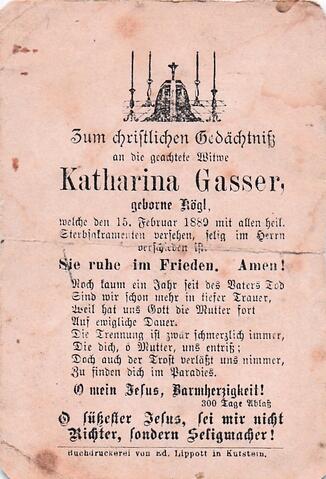 Zum christlichen Gedächtniß
an die geachtete Witwe
Katharina Gasser,
geborne Kögl,
welche den 15. Februar 1889 mit allen heil.
Sterbsakramenten versehen, selig im Herrn
verschieden ist.
Sie ruhe im Frieden. Amen!
Noch kaum ein Jahr seit des Vaters Tod
Sind wir schon mehr in tiefer Trauer,
Weil hat uns Gott die Mutter fort
Auf ewigliche Dauer.
Die Trennung ist zwar schmerzlich immer,
Die dich, o Mutter, uns entriß;
Doch auch der Trost verläßt uns nimmer,
Zu finden dich im Paradies.
O mein Jesus, Barmherzigkeit!
300 Tage Ablaß
O süßester Jesus, sei mir nicht
Richter, sondern Seligmacher!
Buchdruckerei von Ed. Lippott in Kufstein.